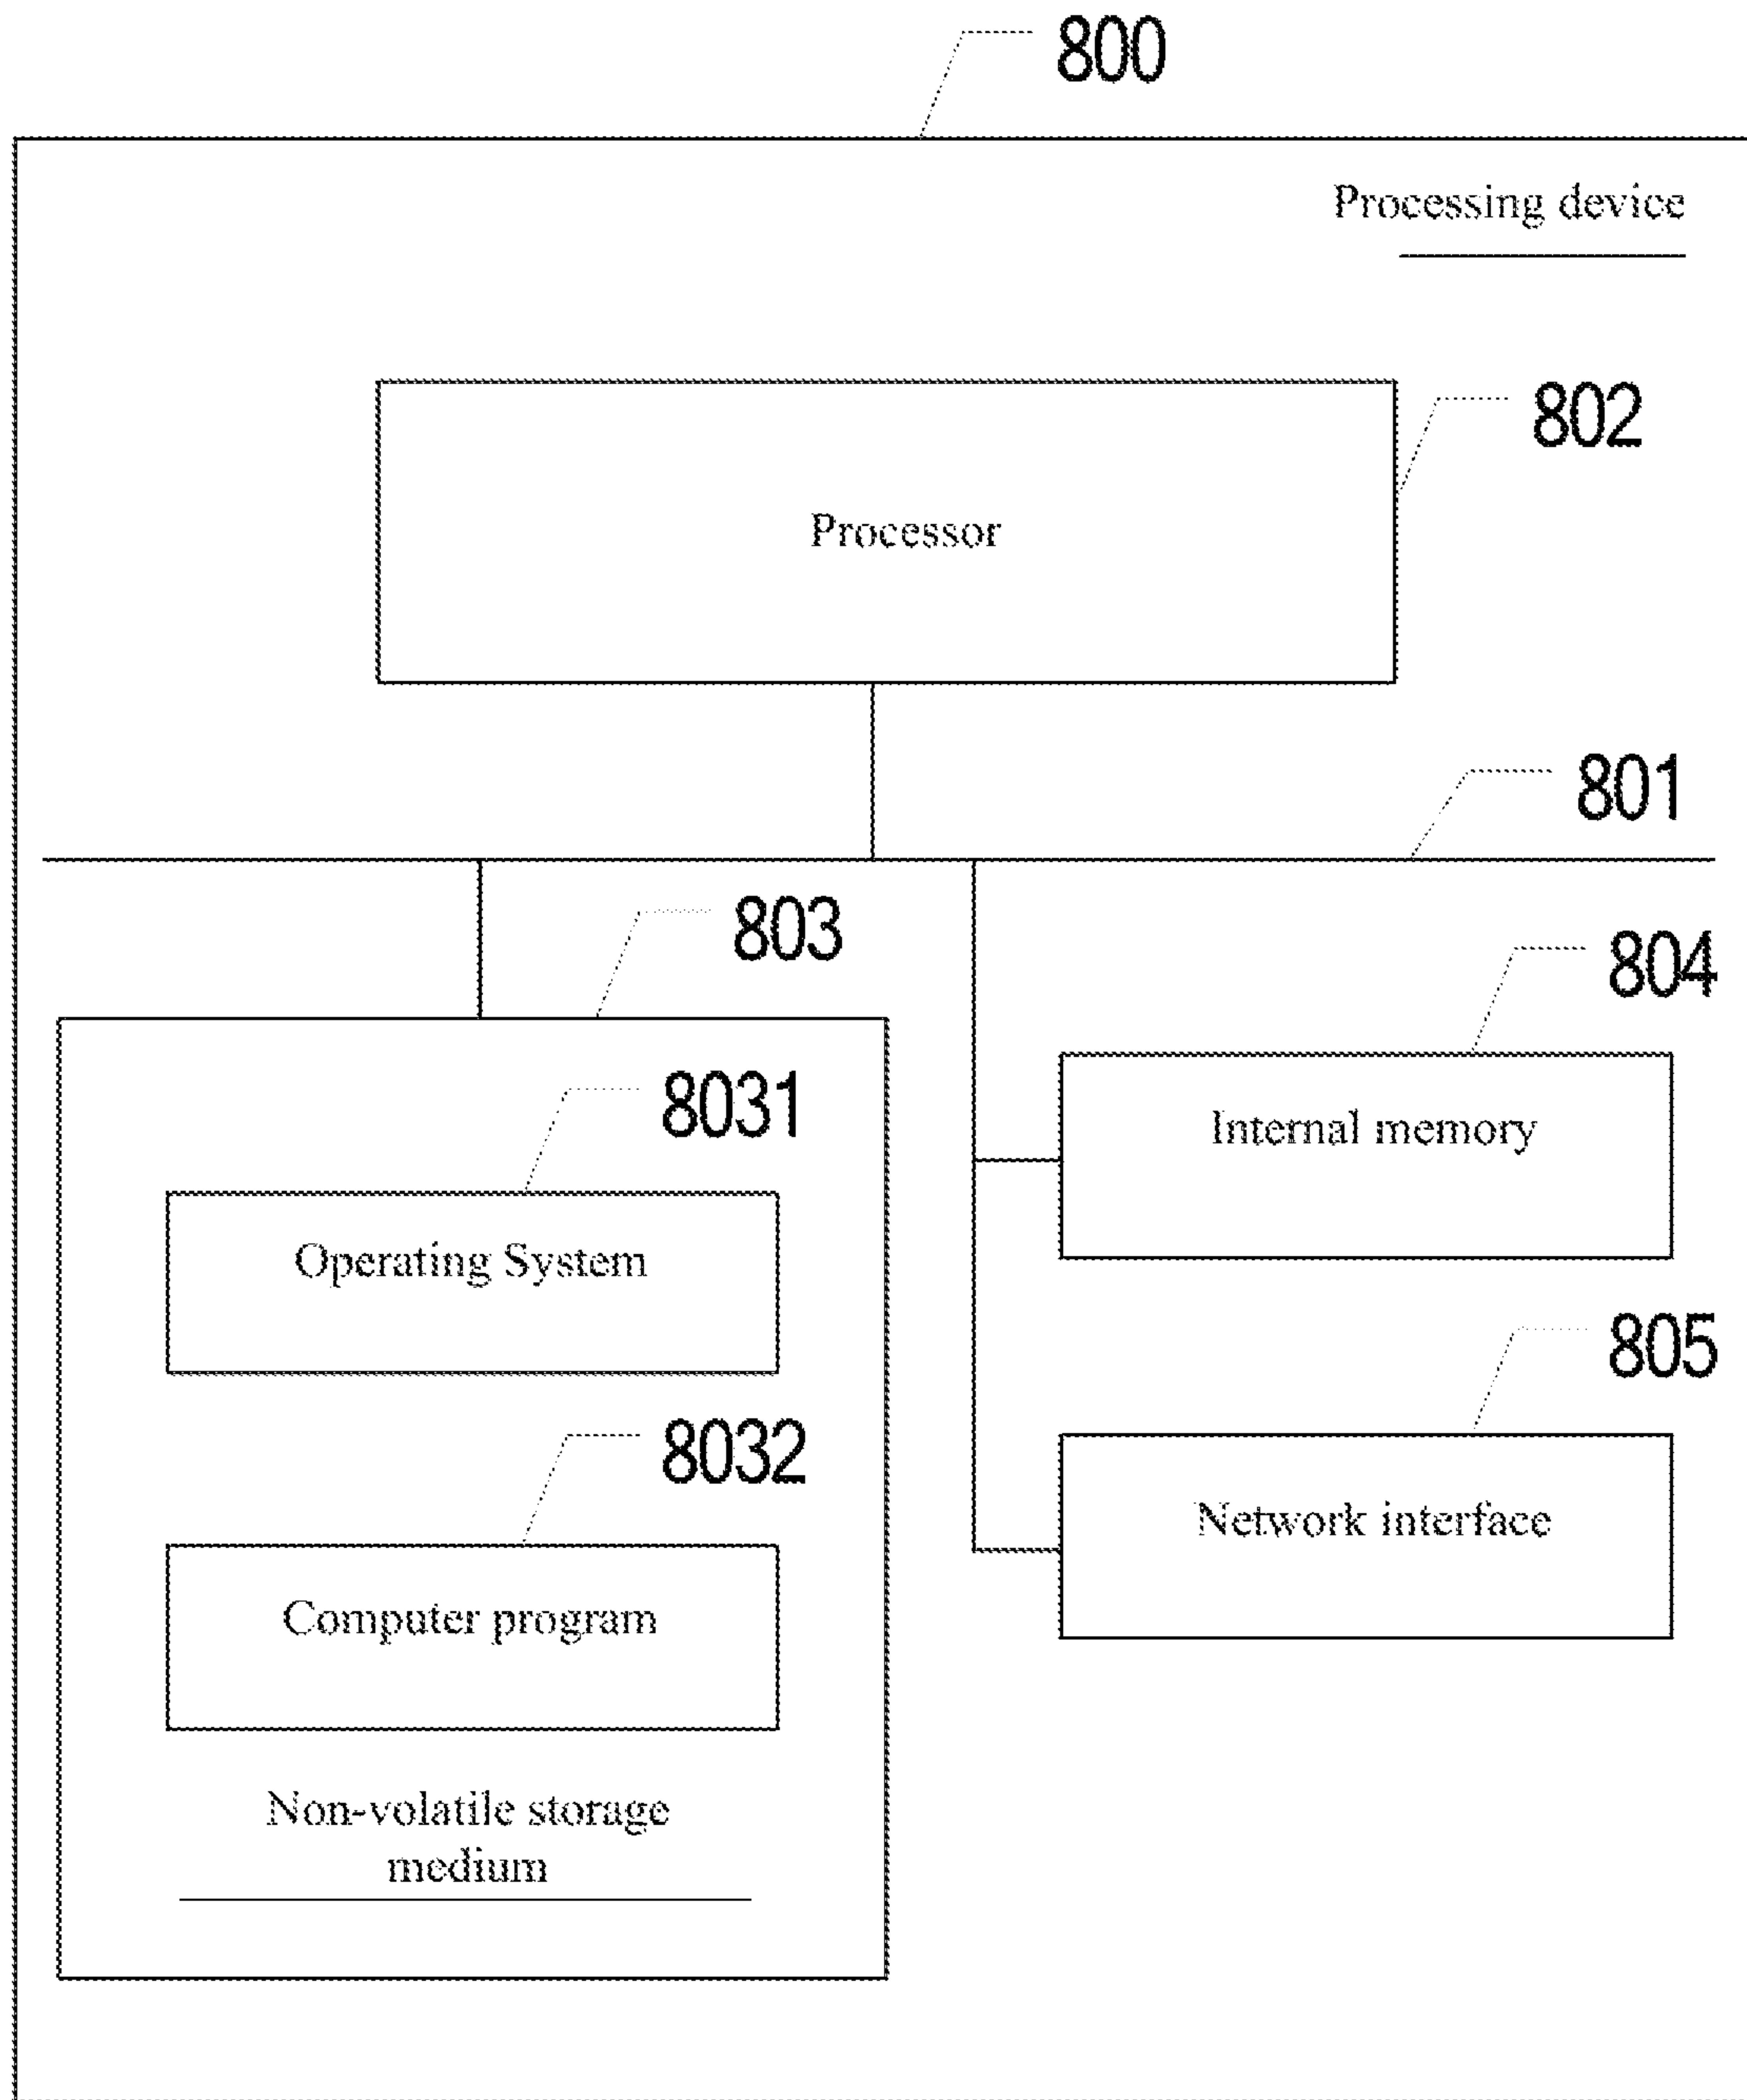 800
Processing device
802
Processor
801
803
804
8031
Internal memory
Operating System
805
8032
Network interface
Computer program
Non-volatile storage
medium